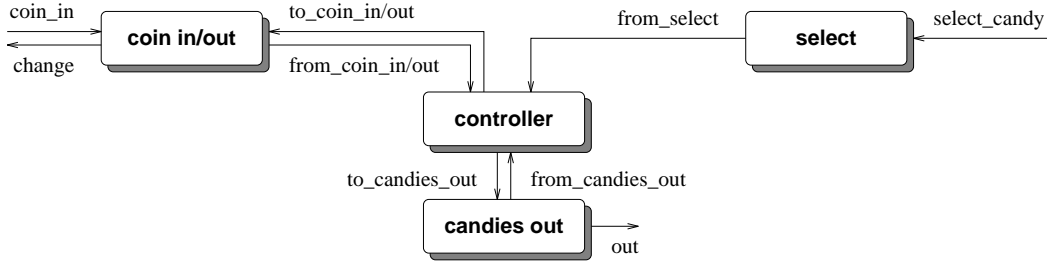 coin_in
to_coin_in/out
from_select
select_candy
coin in/out
select
change
from_coin_in/out
controller
to_candies_out
from_candies_out
candies out
out